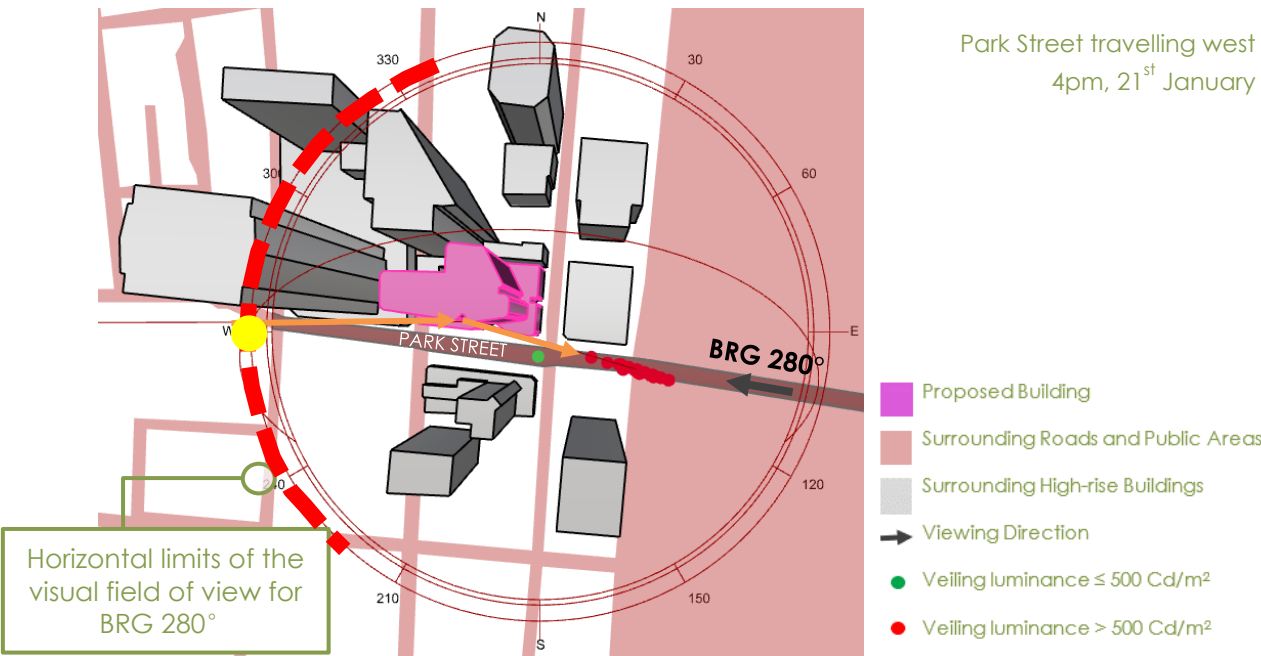 Park Street travelling west
4pm, 21st January
N
330
30
300
60
W
E
PARK STREET
BRG 280°
240
120
210
150
S
Horizontal limits of the
visual field of view for
BRG 280°
Proposed Building
Surrounding Roads and Public Areas
Surrounding High-rise Buildings
Viewing Direction
Veiling luminance ≤ 500 Cd/m²
Veiling luminance > 500 Cd/m²